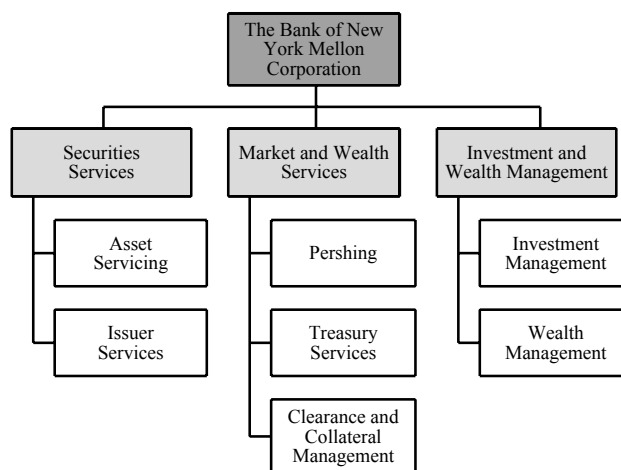 The Bank of New
York Mellon
Corporation
Securities
Services
Market and Wealth
Services
Investment and
Wealth Management
Asset
Servicing
Pershing
Investment
Management
Issuer
Services
Treasury
Services
Wealth
Management
Clearance and
Collateral
Management